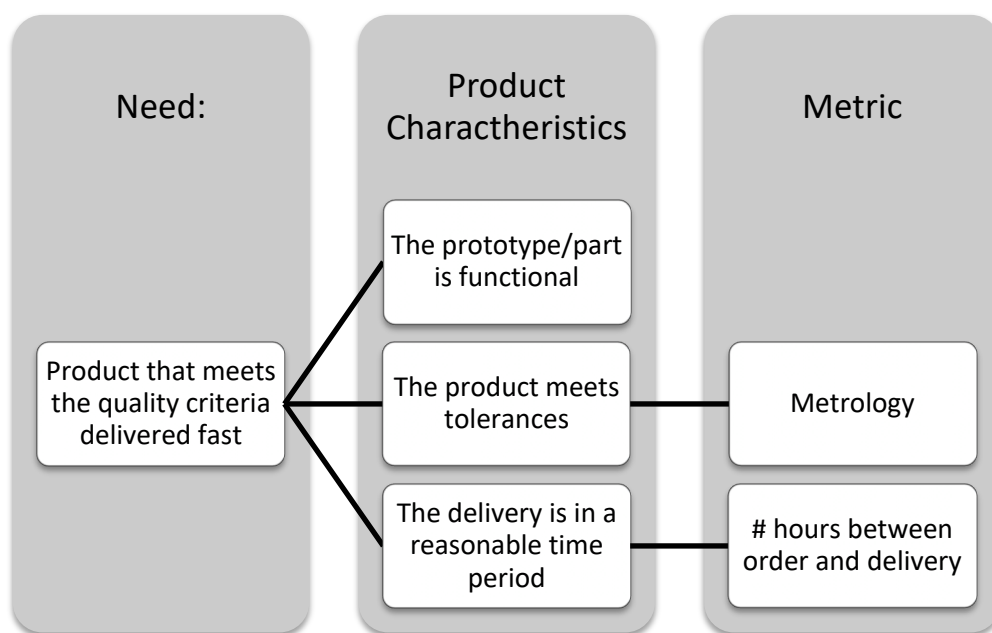 Need:
Product
Charactheristics
Metric
The prototype/part
is functional
Product that meets
the quality criteria
delivered fast
The product meets
tolerances
Metrology
The delivery is in a
reasonable time
period
# hours between
order and delivery